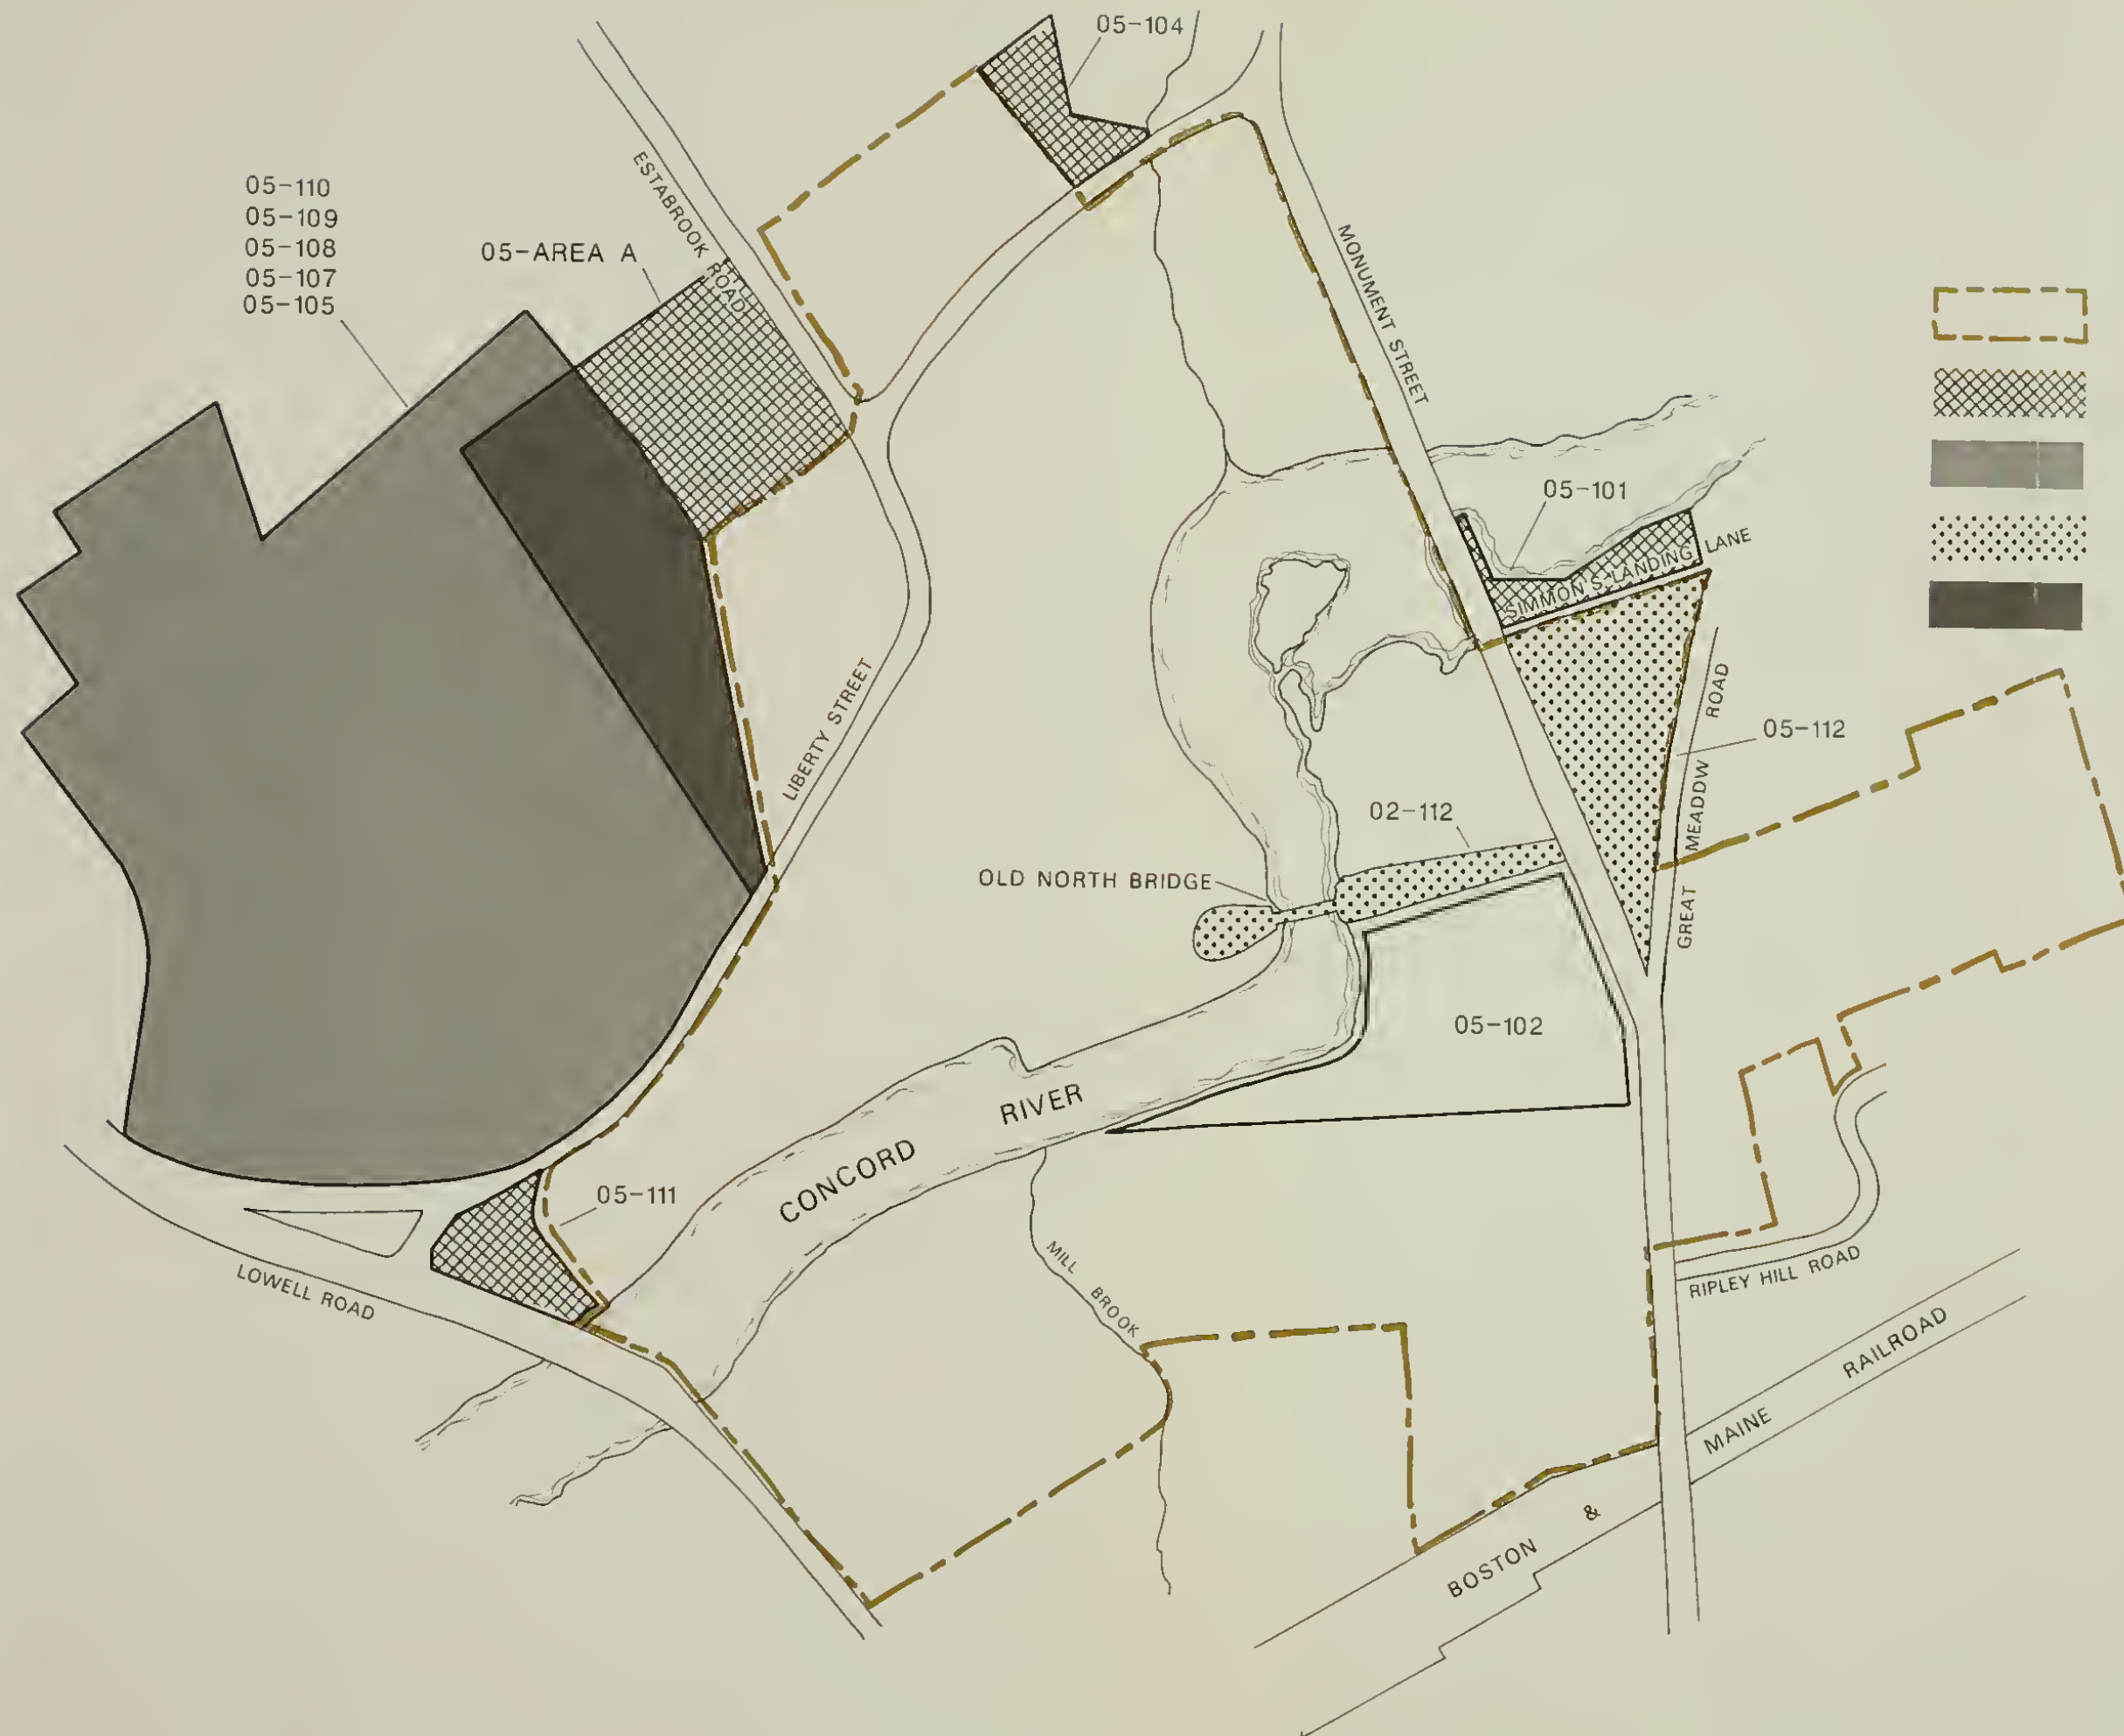 05-104
05-110
05-109
05-108
05-107
05-105
05-AREA A
ESTABROOK ROAD
MONUMENT STREET
05-101
SIMMON'S LANDING LANE
LIBERTY STREET
05-112
GREAT MEADDW ROAD
02-112
OLD NORTH BRIDGE
05-102
CONCORD RIVER
05-111
LOWELL ROAD
MILL BROOK
RIPLEY HILL ROAD
BOSTON & MAINE RAILROAD